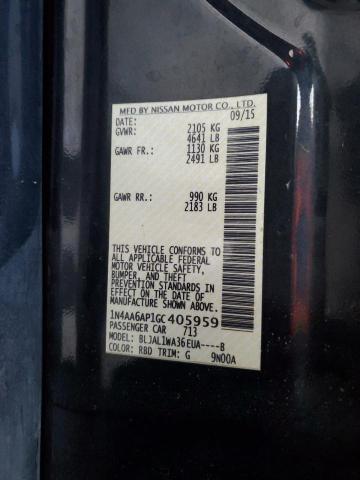 MFD BY NISSAN MOTOR CO., LTD.
DATE: 09/15
GVWR: 2105 KG
4641 LB
GAWR FR.: 1130 KG
2491 LB
GAWR RR.: 990 KG
2183 LB
THIS VEHICLE CONFORMS TO
ALL APPLICABLE FEDERAL
MOTOR VEHICLE SAFETY,
BUMPER, AND THEFT
PREVENTION STANDARDS
IN EFFECT ON THE DATE OF
MANUFACTURE SHOWN ABOVE.
1N4AA6AP1GC405959
PASSENGER CAR 713
MODEL: BLJAL1WA36EUA----B
COLOR: RBD TRIM: G 9N00A